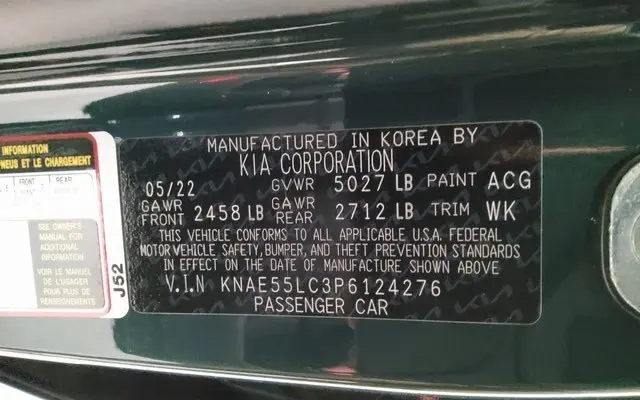 INFORMATION
PNEUS ET LE CHARGEMENT
FRONT REAR
SEE OWNER'S
MANUAL FOR
ADDITIONAL
INFORMATION
VOIR LE MANUEL
DE L'USAGER
POUR PLUS DE
RENSEIGNEMENTS
J52
MANUFACTURED IN KOREA BY
KIA CORPORATION
05/22 GVWR 5027 LB PAINT ACG
GAWR FRONT 2458 LB GAWR REAR 2712 LB TRIM WK
THIS VEHICLE CONFORMS TO ALL APPLICABLE U.S.A. FEDERAL
MOTOR VEHICLE SAFETY, BUMPER, AND THEFT PREVENTION STANDARDS
IN EFFECT ON THE DATE OF MANUFACTURE SHOWN ABOVE
V.I.N KNAE55LC3P6124276
PASSENGER CAR